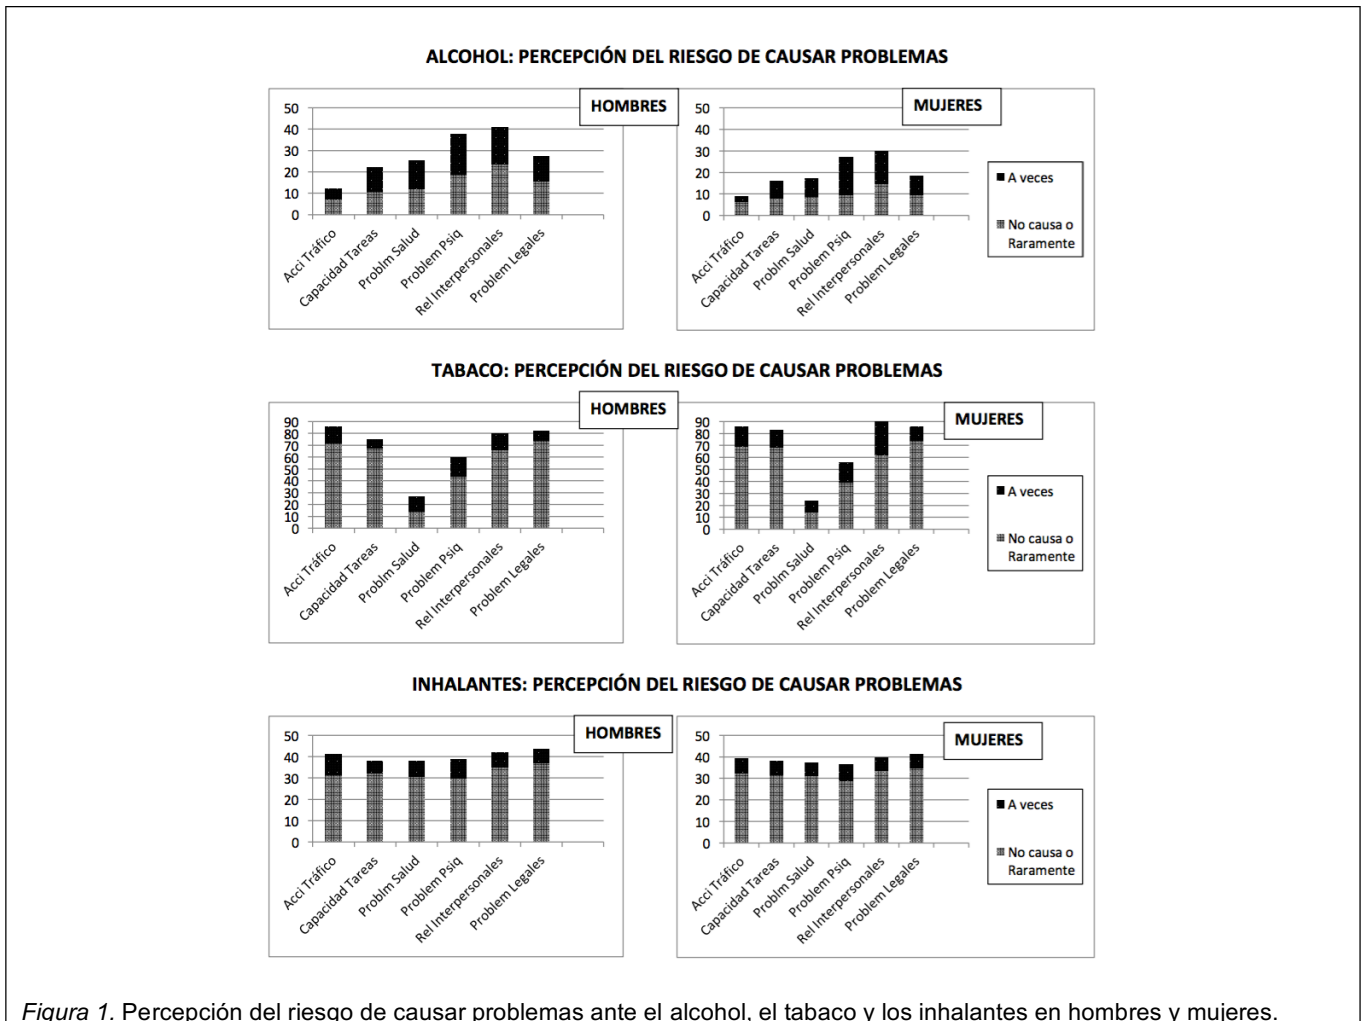 ALCOHOL: PERCEPCIÓN DEL RIESGO DE CAUSAR PROBLEMAS
HOMBRES
50
40
30
20
10
0
Acci Tráfico
Capacidad Tareas
Problm Salud
Problem Psiq
Rel Interpersonales
Problem Legales
MUJERES
50
40
30
20
10
0
Acci Tráfico
Capacidad Tareas
Problm Salud
Problem Psiq
Rel Interpersonales
Problem Legales
A veces
No causa o
Raramente
TABACO: PERCEPCIÓN DEL RIESGO DE CAUSAR PROBLEMAS
HOMBRES
90
80
70
60
50
40
30
20
10
0
Acci Tráfico
Capacidad Tareas
Problm Salud
Problem Psiq
Rel Interpersonales
Problem Legales
MUJERES
90
80
70
60
50
40
30
20
10
0
Acci Tráfico
Capacidad Tareas
Problm Salud
Problem Psiq
Rel Interpersonales
Problem Legales
A veces
No causa o
Raramente
INHALANTES: PERCEPCIÓN DEL RIESGO DE CAUSAR PROBLEMAS
HOMBRES
50
40
30
20
10
0
Acci Tráfico
Capacidad Tareas
Problm Salud
Problem Psiq
Rel Interpersonales
Problem Legales
MUJERES
50
40
30
20
10
0
Acci Tráfico
Capacidad Tareas
Problm Salud
Problem Psiq
Rel Interpersonales
Problem Legales
A veces
No causa o
Raramente
Figura 1. Percepción del riesgo de causar problemas ante el alcohol, el tabaco y los inhalantes en hombres y mujeres.